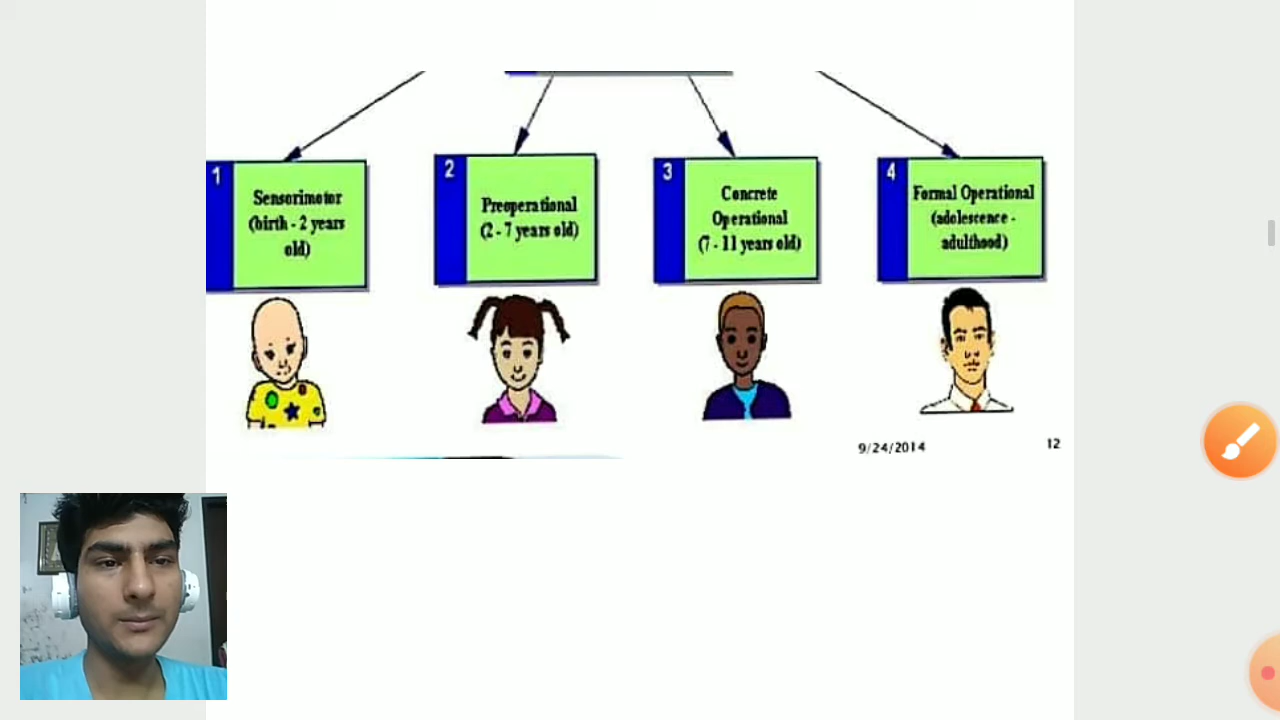 1
Sensorimotor
(birth - 2 years
old)
2
Preoperational
(2 - 7 years old)
3
Concrete
Operational
(7 - 11 years old)
4
Formal Operational
(adolescence -
adulthood)
9/24/2014
12